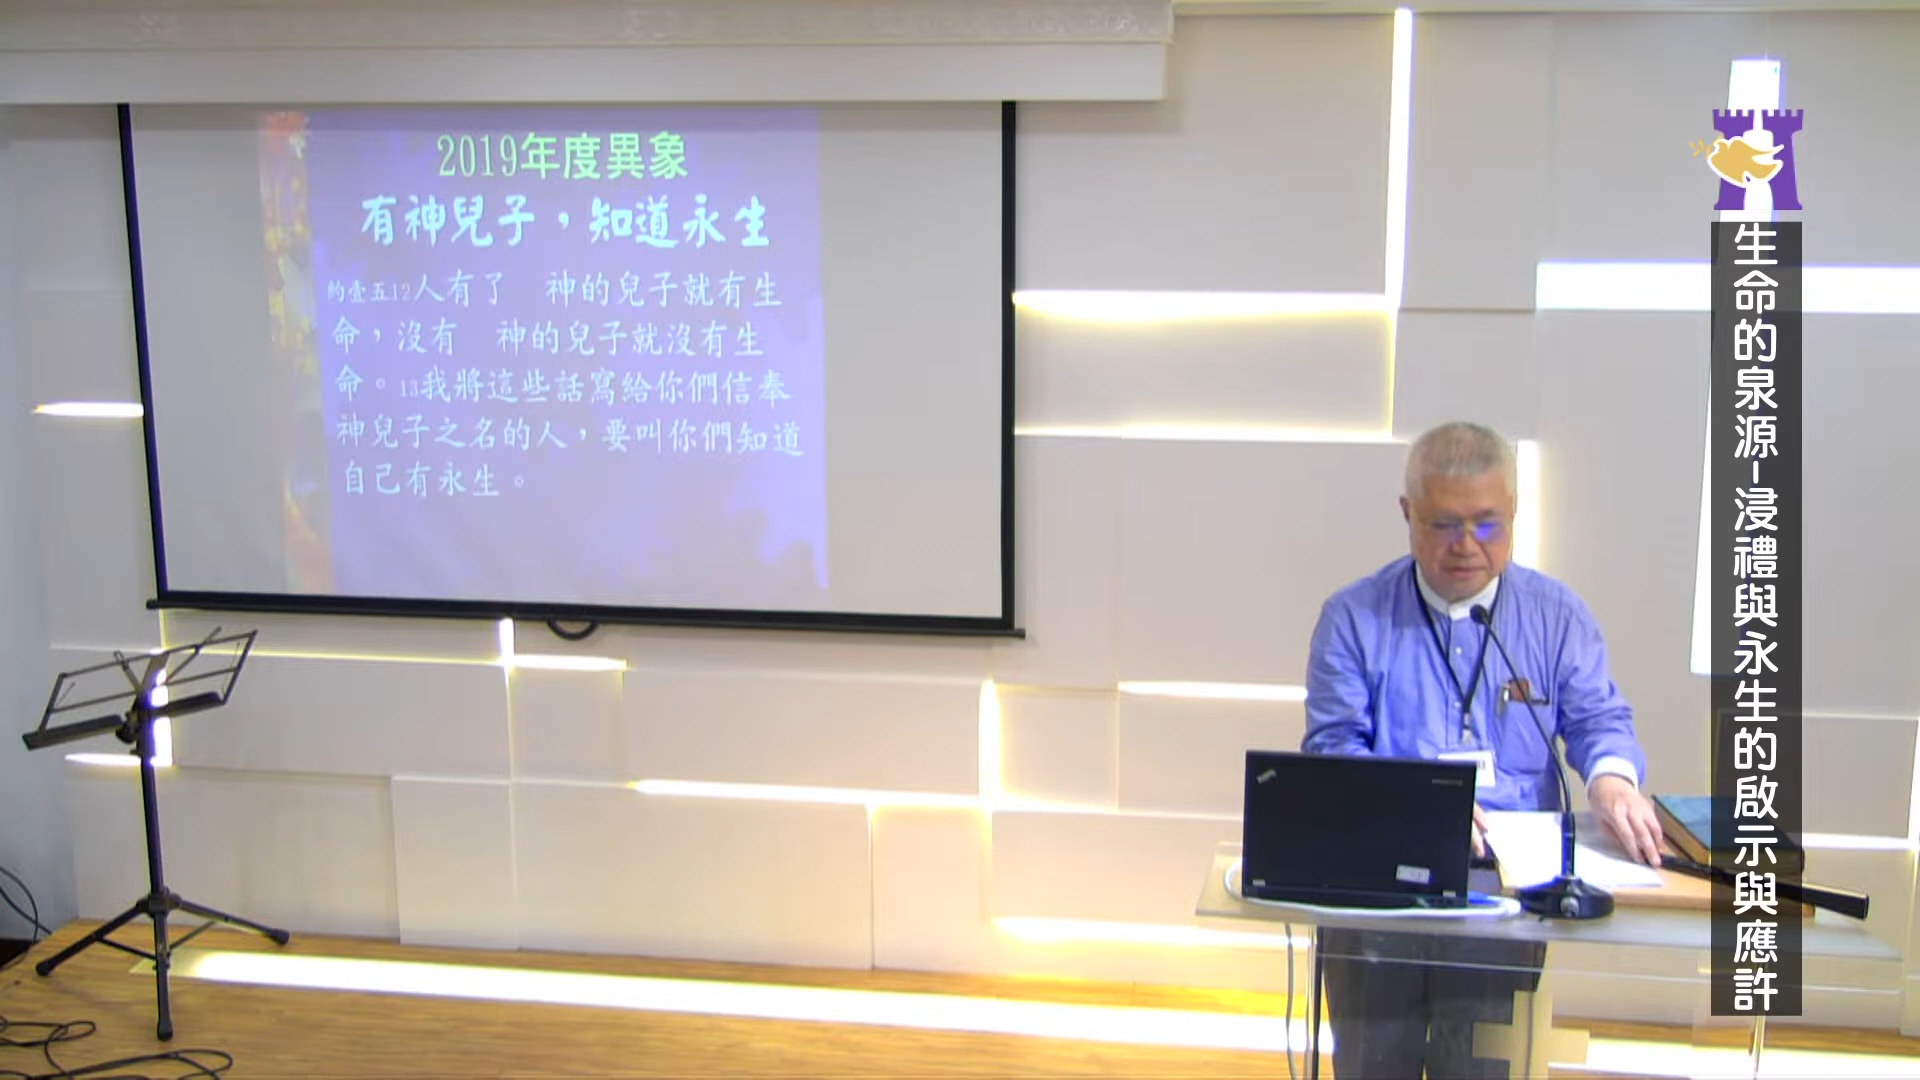 2019年度異象
有神兒子，知道永生
約壹五12人有了　神的兒子就有生
命，沒有　神的兒子就沒有生
命。13我將這些話寫給你們信奉
神兒子之名的人，要叫你們知道
自己有永生。
生命的泉源-浸禮與永生的啟示與應許